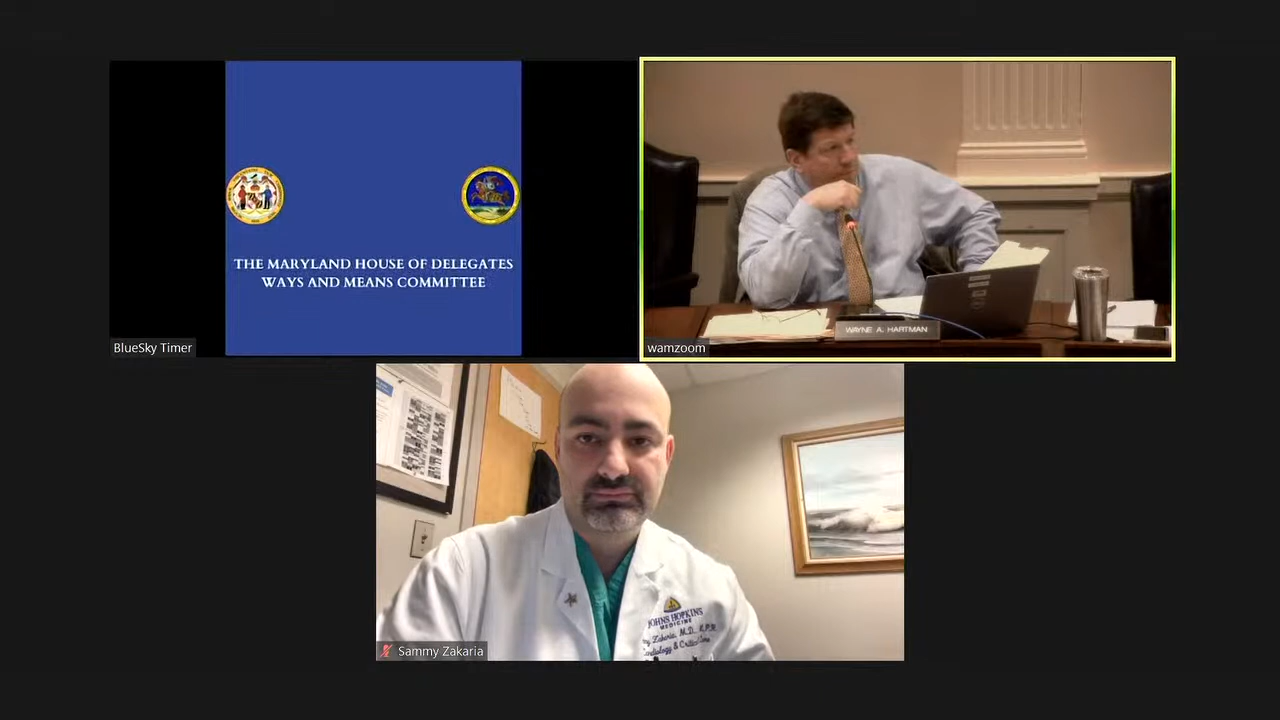 THE MARYLAND HOUSE OF DELEGATES
WAYS AND MEANS COMMITTEE
BlueSky Timer
WAYNE A. HARTMAN
wamzoom
JOHNS HOPKINS
MEDICINE
Zakaria, M.D.
Sammy Zakaria